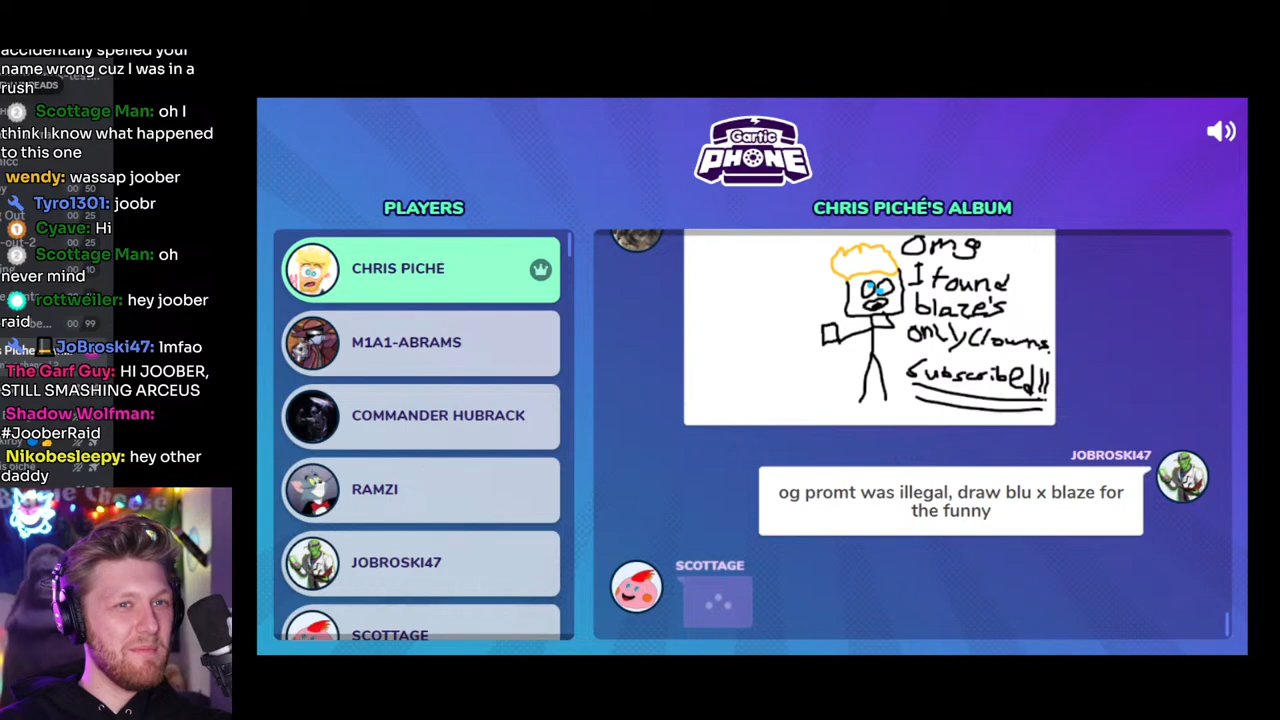 accidentally spelled your
name wrong cuz I was in a
rush
Scottage Man: oh I
think I know what happened
to this one
wendy: wassap joober
Tyro1301: joobr
Cyave: Hi
Scottage Man: oh
never mind
rottweiler: hey joober
raid
JoBroski47: lmfao
The Garf Guy: HI JOOBER,
STILL SMASHING ARCEUS
Shadow Wolfman:
#JooberRaid
Nikobesleepy: hey other
daddy
Gartic
PHONE
PLAYERS
CHRIS PICHÉ
M1A1-ABRAMS
COMMANDER HUBRACK
RAMZI
JOBROSKI47
SCOTTAGE
CHRIS PICHÉ'S ALBUM
Omg
I found
blaze's
onlyclowns.
Subscribed!!
JOBROSKI47
og promt was illegal, draw blu x blaze for
the funny
SCOTTAGE